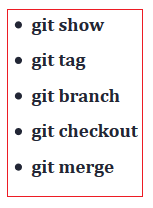 • git show
• git tag
• git branch
• git checkout
• git merge